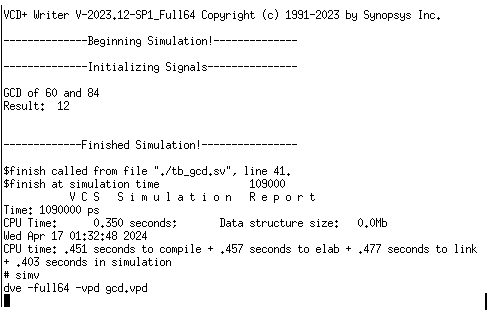 VCD+ Writer V-2023.12-SP1_Full64 Copyright (c) 1991-2023 by Synopsys Inc.
--------------Beginning Simulation!--------------
--------------Initializing Signals---------------
GCD of 60 and 84
Result:  12
-------------Finished Simulation!----------------
$finish called from file "./tb_gcd.sv", line 41.
$finish at simulation time               109000
           V C S   S i m u l a t i o n   R e p o r t
Time: 1090000 ps
CPU Time:      0.350 seconds;       Data structure size:   0.0Mb
Wed Apr 17 01:32:48 2024
CPU time: .451 seconds to compile + .457 seconds to elab + .477 seconds to link
+ .403 seconds in simulation
# simv
dve -full64 -vpd gcd.vpd